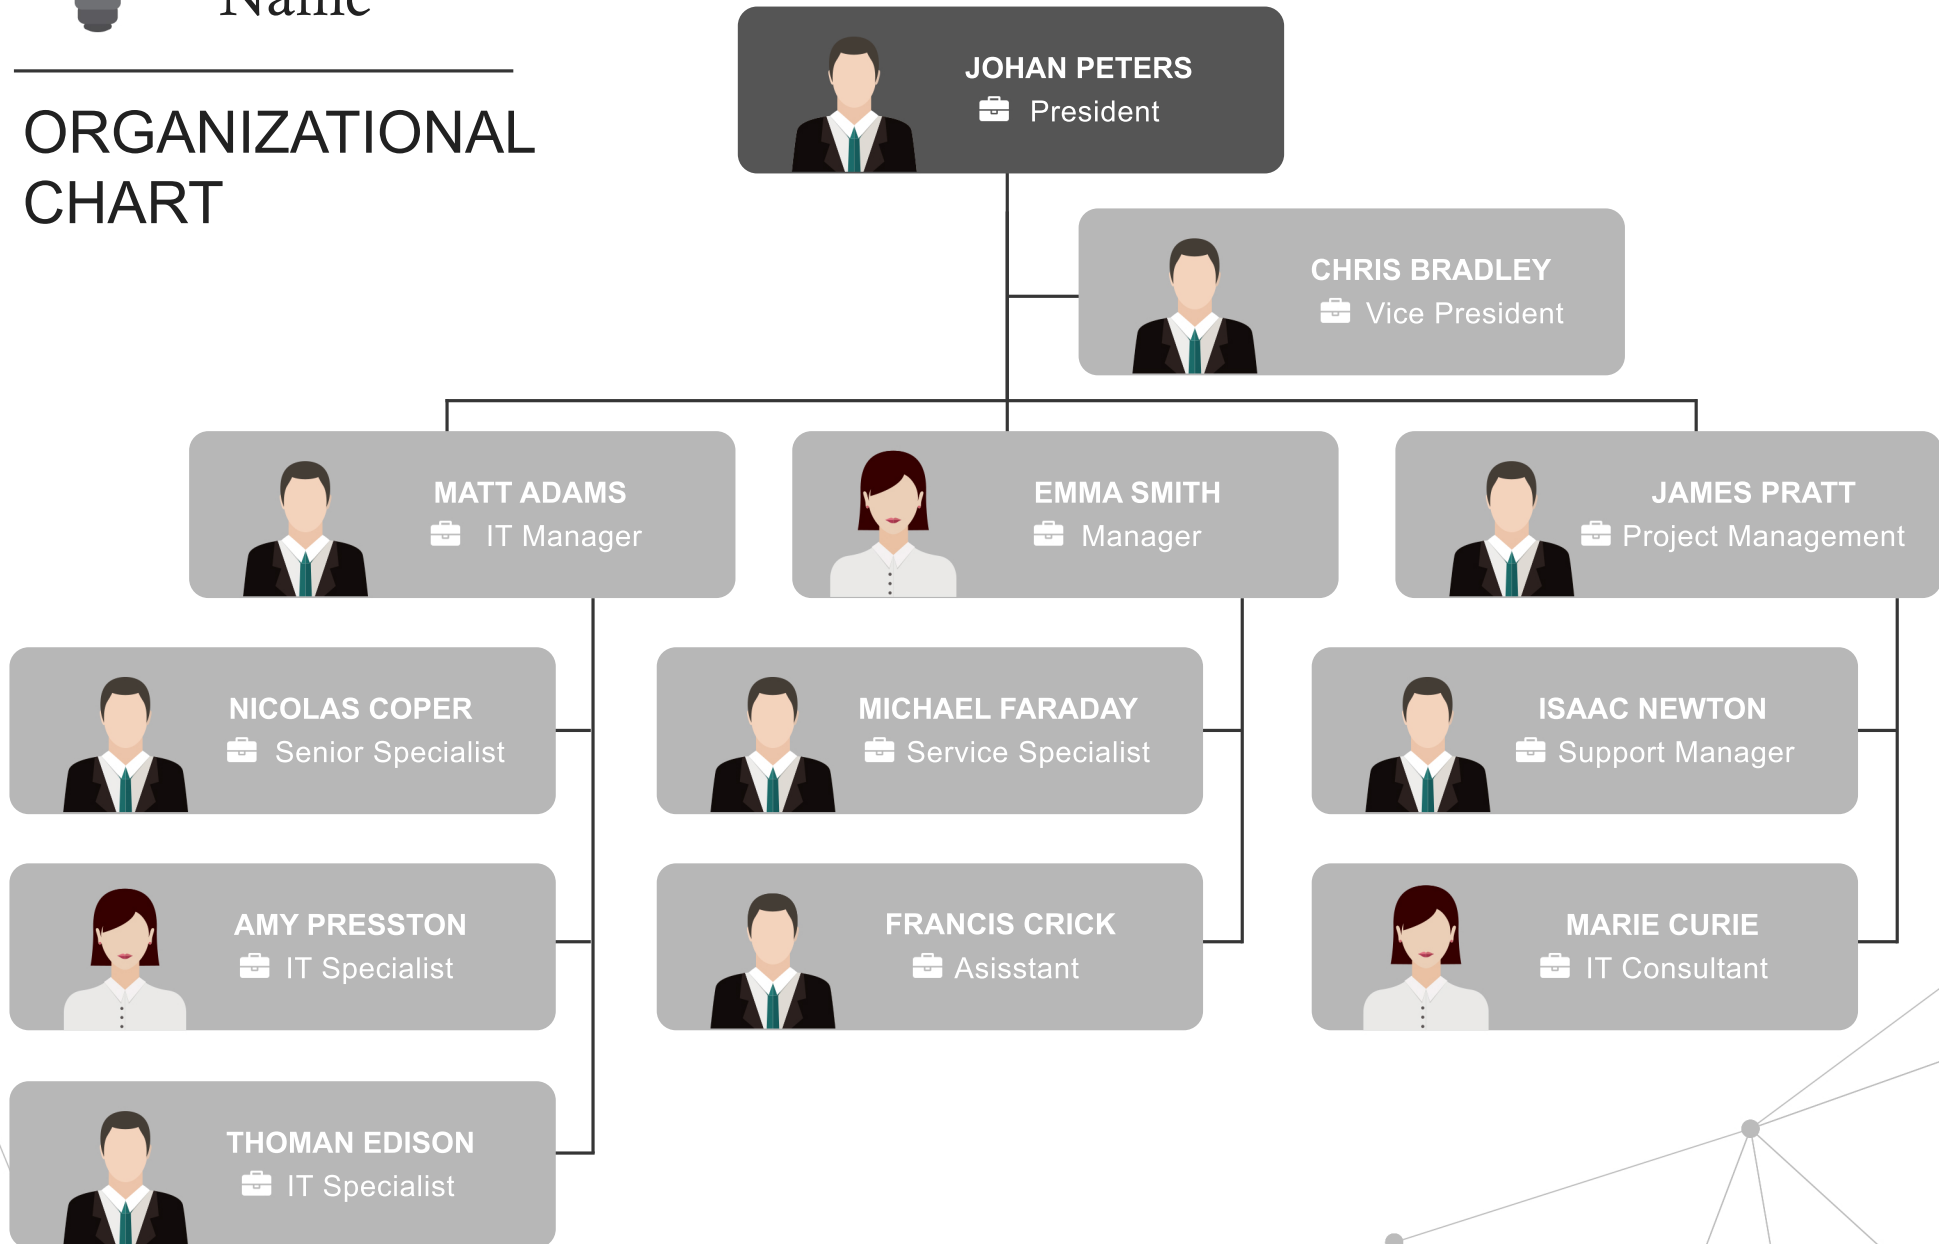 Name
ORGANIZATIONAL
CHART
JOHAN PETERS
President
CHRIS BRADLEY
Vice President
MATT ADAMS
IT Manager
EMMA SMITH
Manager
JAMES PRATT
Project Management
NICOLAS COPER
Senior Specialist
MICHAEL FARADAY
Service Specialist
ISAAC NEWTON
Support Manager
AMY PRESSTON
IT Specialist
FRANCIS CRICK
Asisstant
MARIE CURIE
IT Consultant
THOMAN EDISON
IT Specialist